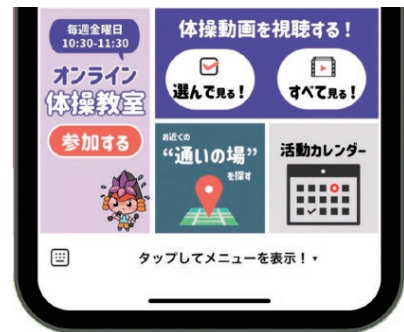 毎週金曜日
10:30-11:30
オンライン
体操教室
参加する
体操動画を視聴する!
選んで見る!
すべて見る!
お近くの
“通いの場”
を探す
活動カレンダー
タップしてメニューを表示!▾